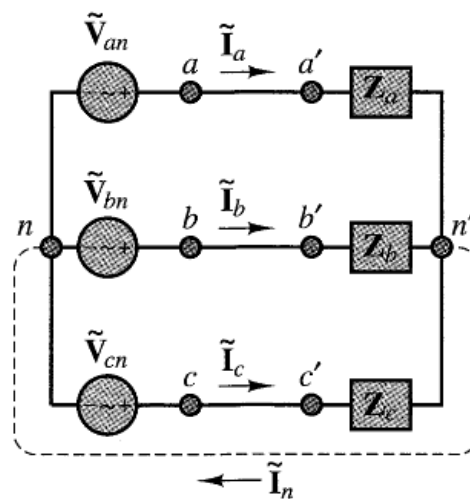 Ṽan
a Ĩa a′
- ~ + Za
Ṽbn
n b Ĩb b′ n′
- ~ + Zb
Ṽcn
c Ĩc c′
- ~ + Zc
Ĩn